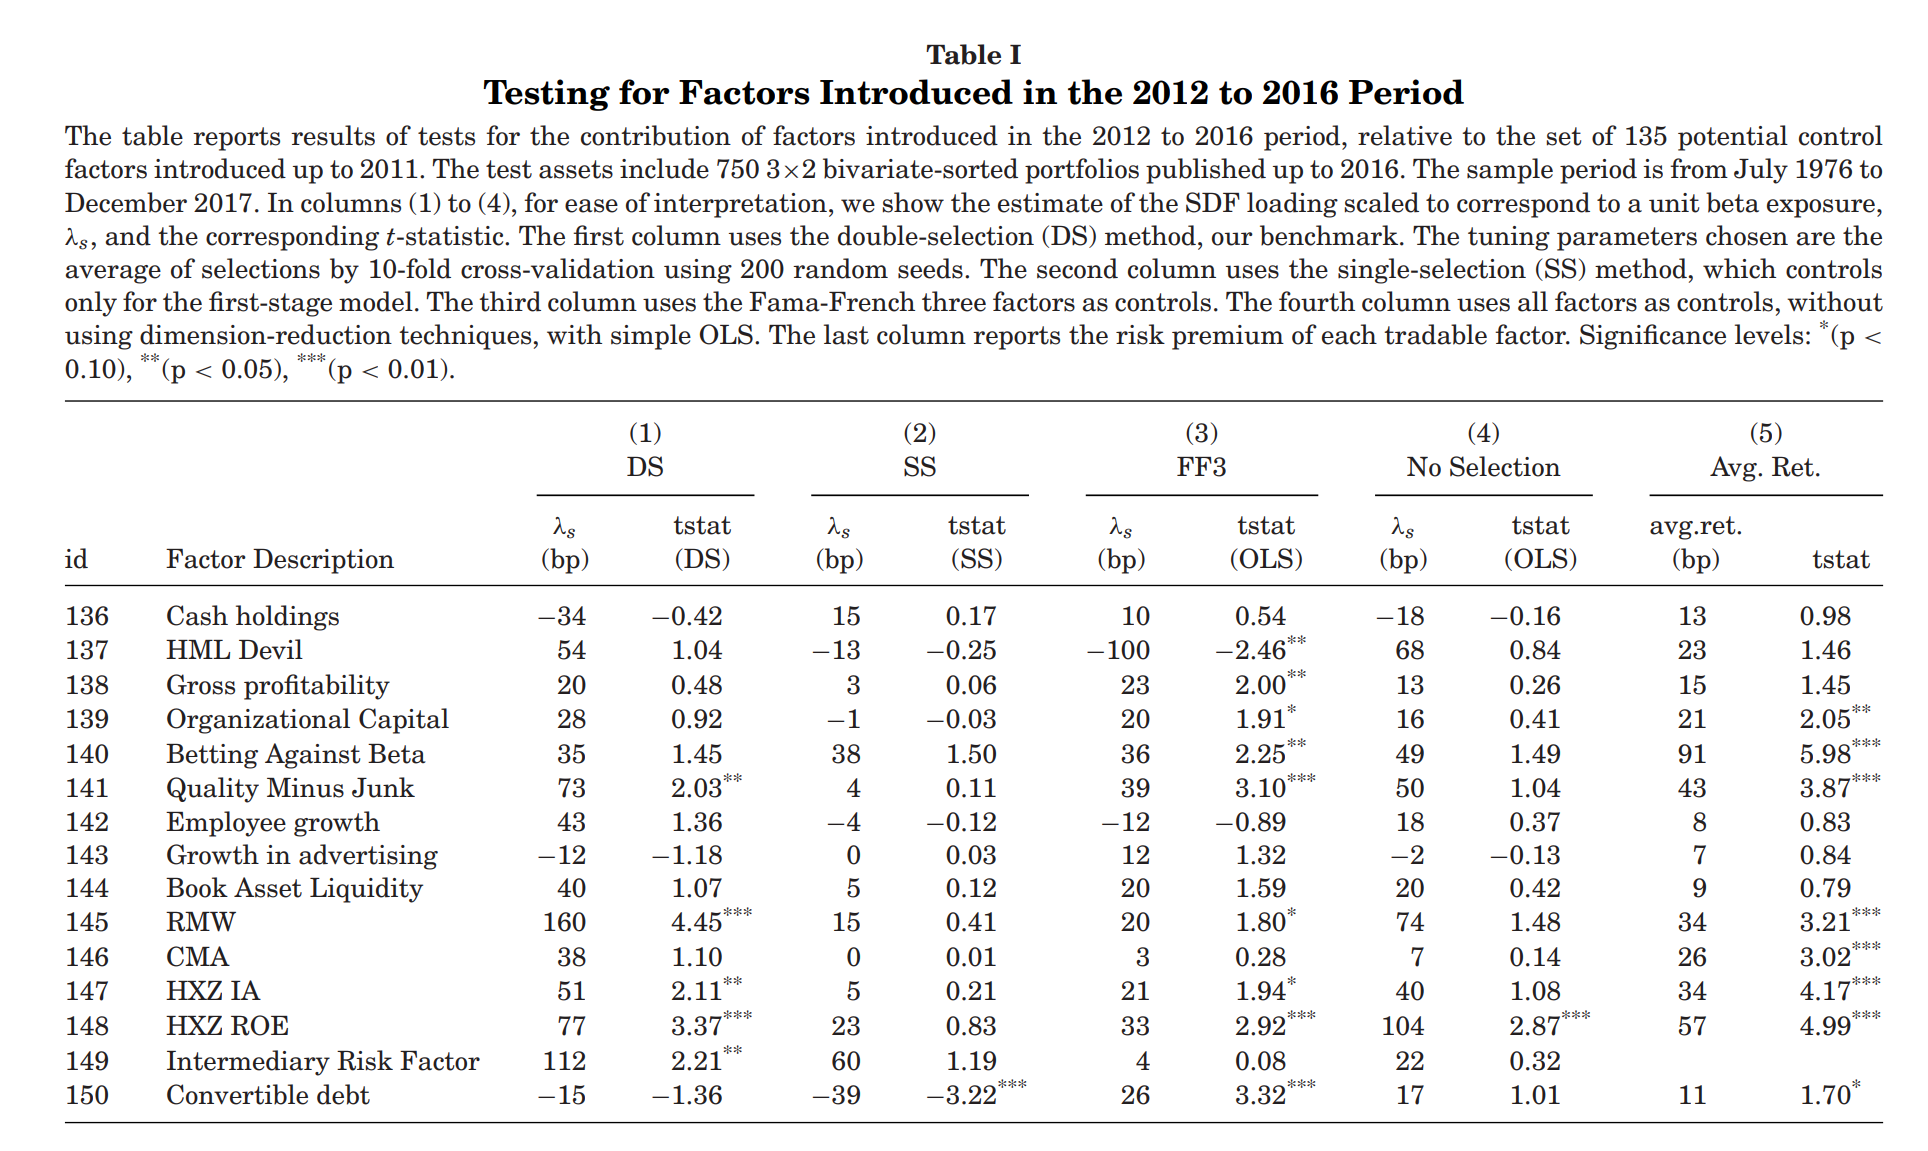 Table I
Testing for Factors Introduced in the 2012 to 2016 Period
The table reports results of tests for the contribution of factors introduced in the 2012 to 2016 period, relative to the set of 135 potential control
factors introduced up to 2011. The test assets include 750 3×2 bivariate-sorted portfolios published up to 2016. The sample period is from July 1976 to
December 2017. In columns (1) to (4), for ease of interpretation, we show the estimate of the SDF loading scaled to correspond to a unit beta exposure,
λs, and the corresponding t-statistic. The first column uses the double-selection (DS) method, our benchmark. The tuning parameters chosen are the
average of selections by 10-fold cross-validation using 200 random seeds. The second column uses the single-selection (SS) method, which controls
only for the first-stage model. The third column uses the Fama-French three factors as controls. The fourth column uses all factors as controls, without
using dimension-reduction techniques, with simple OLS. The last column reports the risk premium of each tradable factor. Significance levels: *(p <
0.10), **(p < 0.05), ***(p < 0.01).
(1) (2) (3) (4) (5)
DS SS FF3 No Selection Avg. Ret.
λs tstat λs tstat λs tstat λs tstat avg.ret.
id Factor Description (bp) (DS) (bp) (SS) (bp) (OLS) (bp) (OLS) (bp) tstat
136 Cash holdings −34 −0.42 15 0.17 10 0.54 −18 −0.16 13 0.98
137 HML Devil 54 1.04 −13 −0.25 −100 −2.46** 68 0.84 23 1.46
138 Gross profitability 20 0.48 3 0.06 23 2.00** 13 0.26 15 1.45
139 Organizational Capital 28 0.92 −1 −0.03 20 1.91* 16 0.41 21 2.05**
140 Betting Against Beta 35 1.45 38 1.50 36 2.25** 49 1.49 91 5.98***
141 Quality Minus Junk 73 2.03** 4 0.11 39 3.10*** 50 1.04 43 3.87***
142 Employee growth 43 1.36 −4 −0.12 −12 −0.89 18 0.37 8 0.83
143 Growth in advertising −12 −1.18 0 0.03 12 1.32 −2 −0.13 7 0.84
144 Book Asset Liquidity 40 1.07 5 0.12 20 1.59 20 0.42 9 0.79
145 RMW 160 4.45*** 15 0.41 20 1.80* 74 1.48 34 3.21***
146 CMA 38 1.10 0 0.01 3 0.28 7 0.14 26 3.02***
147 HXZ IA 51 2.11** 5 0.21 21 1.94* 40 1.08 34 4.17***
148 HXZ ROE 77 3.37*** 23 0.83 33 2.92*** 104 2.87*** 57 4.99***
149 Intermediary Risk Factor 112 2.21** 60 1.19 4 0.08 22 0.32
150 Convertible debt −15 −1.36 −39 −3.22*** 26 3.32*** 17 1.01 11 1.70*